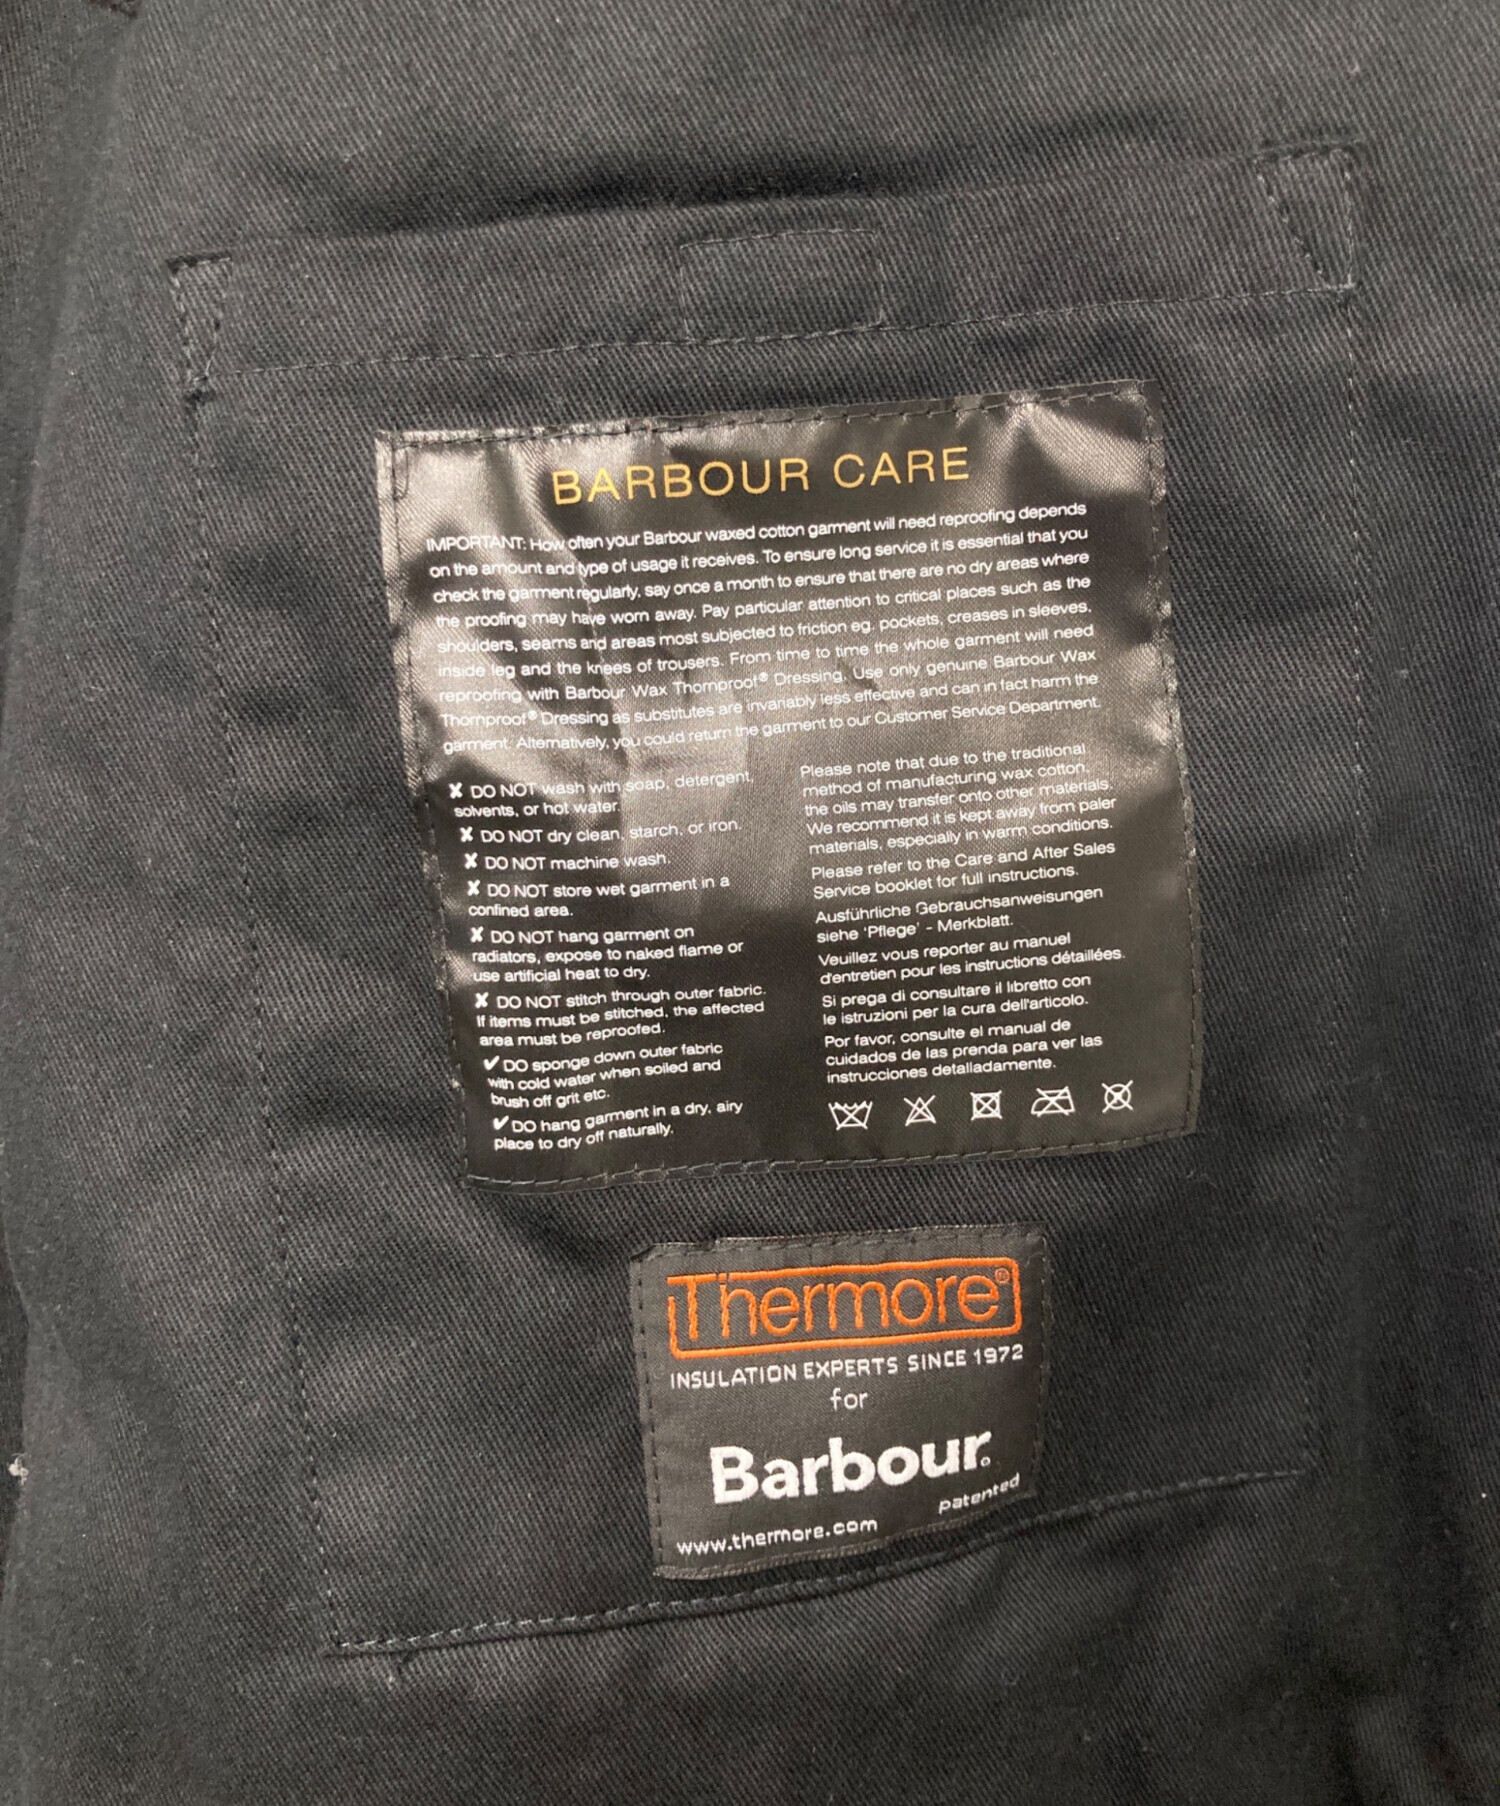 BARBOUR CARE
IMPORTANT: How often your Barbour waxed cotton garment will need reproofing depends
on the amount and type of usage it receives. To ensure long service it is essential that you
check the garment regularly, say once a month to ensure that there are no dry areas where
the proofing may have worn away. Pay particular attention to critical places such as the
shoulders, seams and areas most subjected to friction eg. pockets, creases in sleeves,
inside leg and the knees of trousers. From time to time the whole garment will need
reproofing with Barbour Wax Thornproof® Dressing. Use only genuine Barbour Wax
Thornproof® Dressing as substitutes are invariably less effective and can in fact harm the
garment. Alternatively, you could return the garment to our Customer Service Department.
✘ DO NOT wash with soap, detergent,
solvents, or hot water.
✘ DO NOT dry clean, starch, or iron.
✘ DO NOT machine wash.
✘ DO NOT store wet garment in a
confined area.
✘ DO NOT hang garment on
radiators, expose to naked flame or
use artificial heat to dry.
✘ DO NOT stitch through outer fabric.
If items must be stitched, the affected
area must be reproofed.
✔ DO sponge down outer fabric
with cold water when soiled and
brush off grit etc.
✔ DO hang garment in a dry, airy
place to dry off naturally.
Please note that due to the traditional
method of manufacturing wax cotton,
the oils may transfer onto other materials.
We recommend it is kept away from paler
materials, especially in warm conditions.
Please refer to the Care and After Sales
Service booklet for full instructions.
Ausführliche Gebrauchsanweisungen
siehe 'Pflege' - Merkblatt.
Veuillez vous reporter au manuel
d'entretien pour les instructions détaillées.
Si prega di consultare il libretto con
le istruzioni per la cura dell'articolo.
Por favor, consulte el manual de
cuidados de las prenda para ver las
instrucciones detalladamente.
Thermore®
INSULATION EXPERTS SINCE 1972
for
Barbour.
patented
www.thermore.com